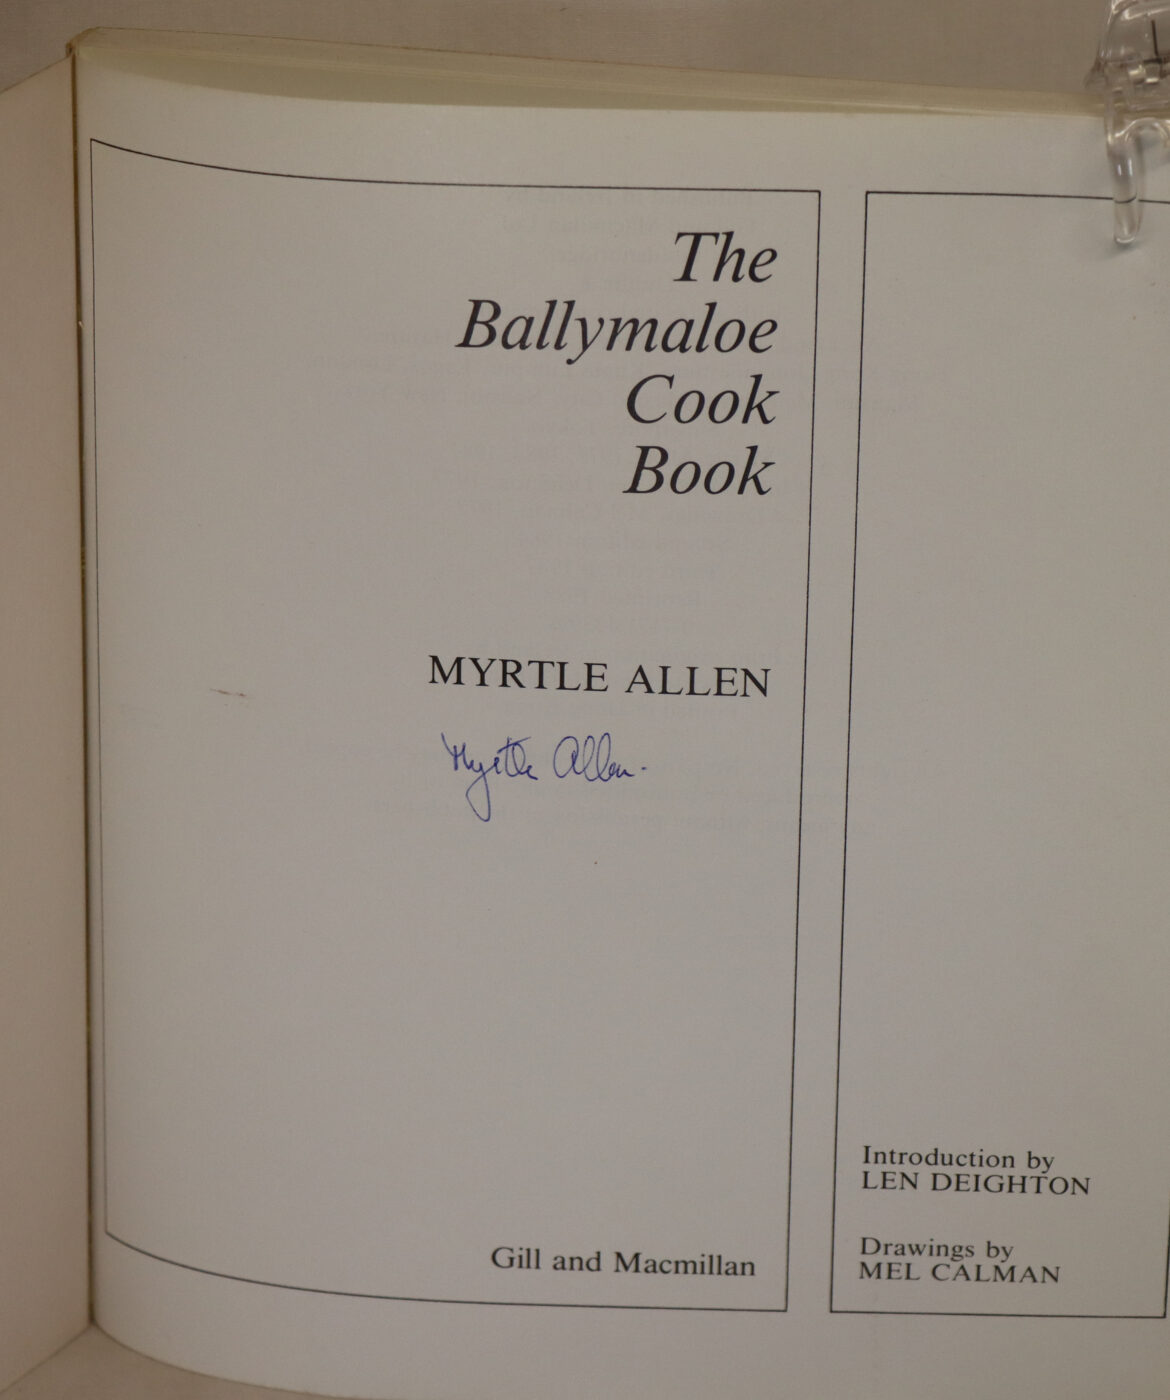 The
Ballymaloe
Cook
Book
MYRTLE ALLEN
Myrtle Allen.
Gill and Macmillan
Introduction by
LEN DEIGHTON
Drawings by
MEL CALMAN